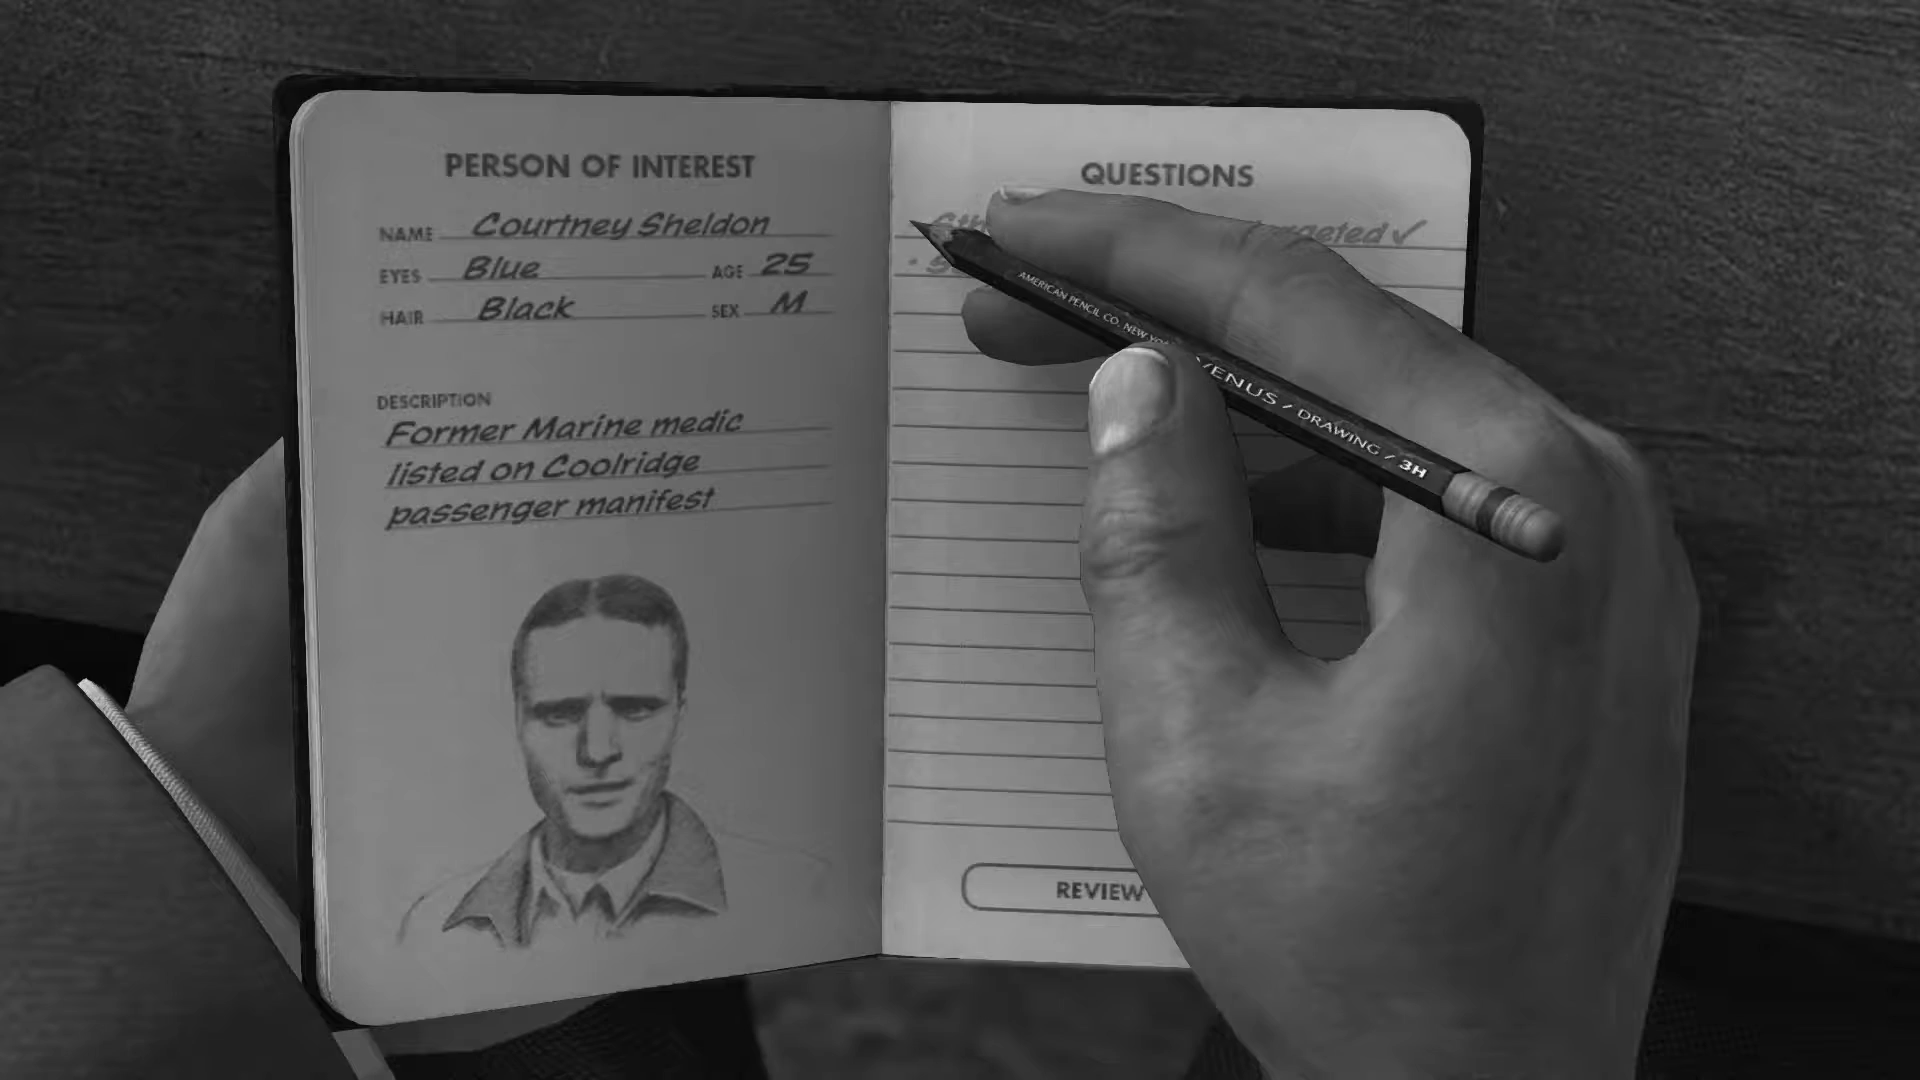 PERSON OF INTEREST
NAME Courtney Sheldon
EYES Blue AGE 25
HAIR Black SEX M
DESCRIPTION
Former Marine medic
listed on Coolridge
passenger manifest
QUESTIONS
✓
AMERICAN PENCIL CO. NEW
VENUS / DRAWING / 3H
REVIEW